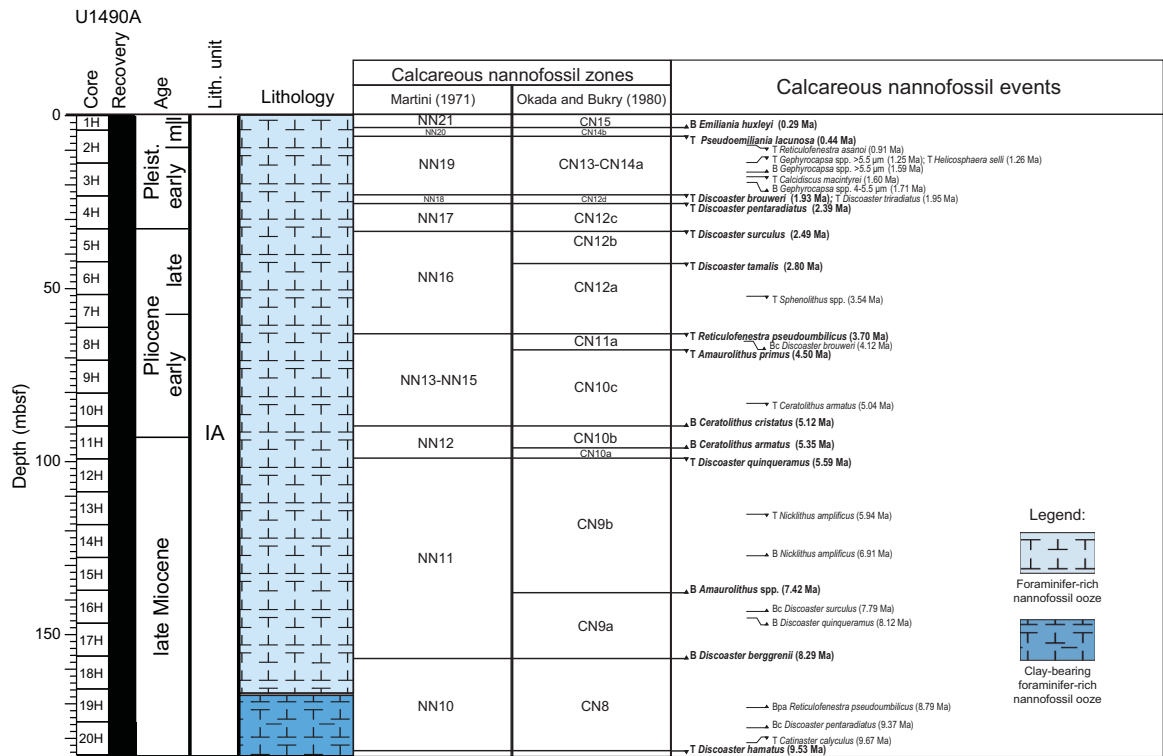 U1490A
Core
Recovery
Age
Lith. unit
Lithology
Calcareous nannofossil zones
Martini (1971)
Okada and Bukry (1980)
Calcareous nannofossil events
Depth (mbsf)
0
50
100
150
1H
2H
3H
4H
5H
6H
7H
8H
9H
10H
11H
12H
13H
14H
15H
16H
17H
18H
19H
20H
mll
Pleist.
early
Pliocene
late
early
late Miocene
IA
NN21
NN20
NN19
NN18
NN17
NN16
NN13-NN15
NN12
NN11
NN10
CN15
CN14b
CN13-CN14a
CN12d
CN12c
CN12b
CN12a
CN11a
CN10c
CN10b
CN10a
CN9b
CN9a
CN8
B Emiliania huxleyi (0.29 Ma)
T Pseudoemiliania lacunosa (0.44 Ma)
T Reticulofenestra asanoi (0.91 Ma)
T Gephyrocapsa spp. >5.5 µm (1.25 Ma); T Helicosphaera selli (1.26 Ma)
B Gephyrocapsa spp. >5.5 µm (1.59 Ma)
T Calcidiscus macintyrei (1.60 Ma)
B Gephyrocapsa spp. 4-5.5 µm (1.71 Ma)
T Discoaster brouweri (1.93 Ma); T Discoaster triradiatus (1.95 Ma)
T Discoaster pentaradiatus (2.39 Ma)
T Discoaster surculus (2.49 Ma)
T Discoaster tamalis (2.80 Ma)
T Sphenolithus spp. (3.54 Ma)
T Reticulofenestra pseudoumbilicus (3.70 Ma)
Bc Discoaster brouweri (4.12 Ma)
T Amaurolithus primus (4.50 Ma)
T Ceratolithus armatus (5.04 Ma)
B Ceratolithus cristatus (5.12 Ma)
B Ceratolithus armatus (5.35 Ma)
T Discoaster quinqueramus (5.59 Ma)
T Nicklithus amplificus (5.94 Ma)
B Nicklithus amplificus (6.91 Ma)
B Amaurolithus spp. (7.42 Ma)
Bc Discoaster surculus (7.79 Ma)
B Discoaster quinqueramus (8.12 Ma)
B Discoaster berggrenii (8.29 Ma)
Bpa Reticulofenestra pseudoumbilicus (8.79 Ma)
Bc Discoaster pentaradiatus (9.37 Ma)
T Catinaster calyculus (9.67 Ma)
T Discoaster hamatus (9.53 Ma)
Legend:
Foraminifer-rich
nannofossil ooze
Clay-bearing
foraminifer-rich
nannofossil ooze